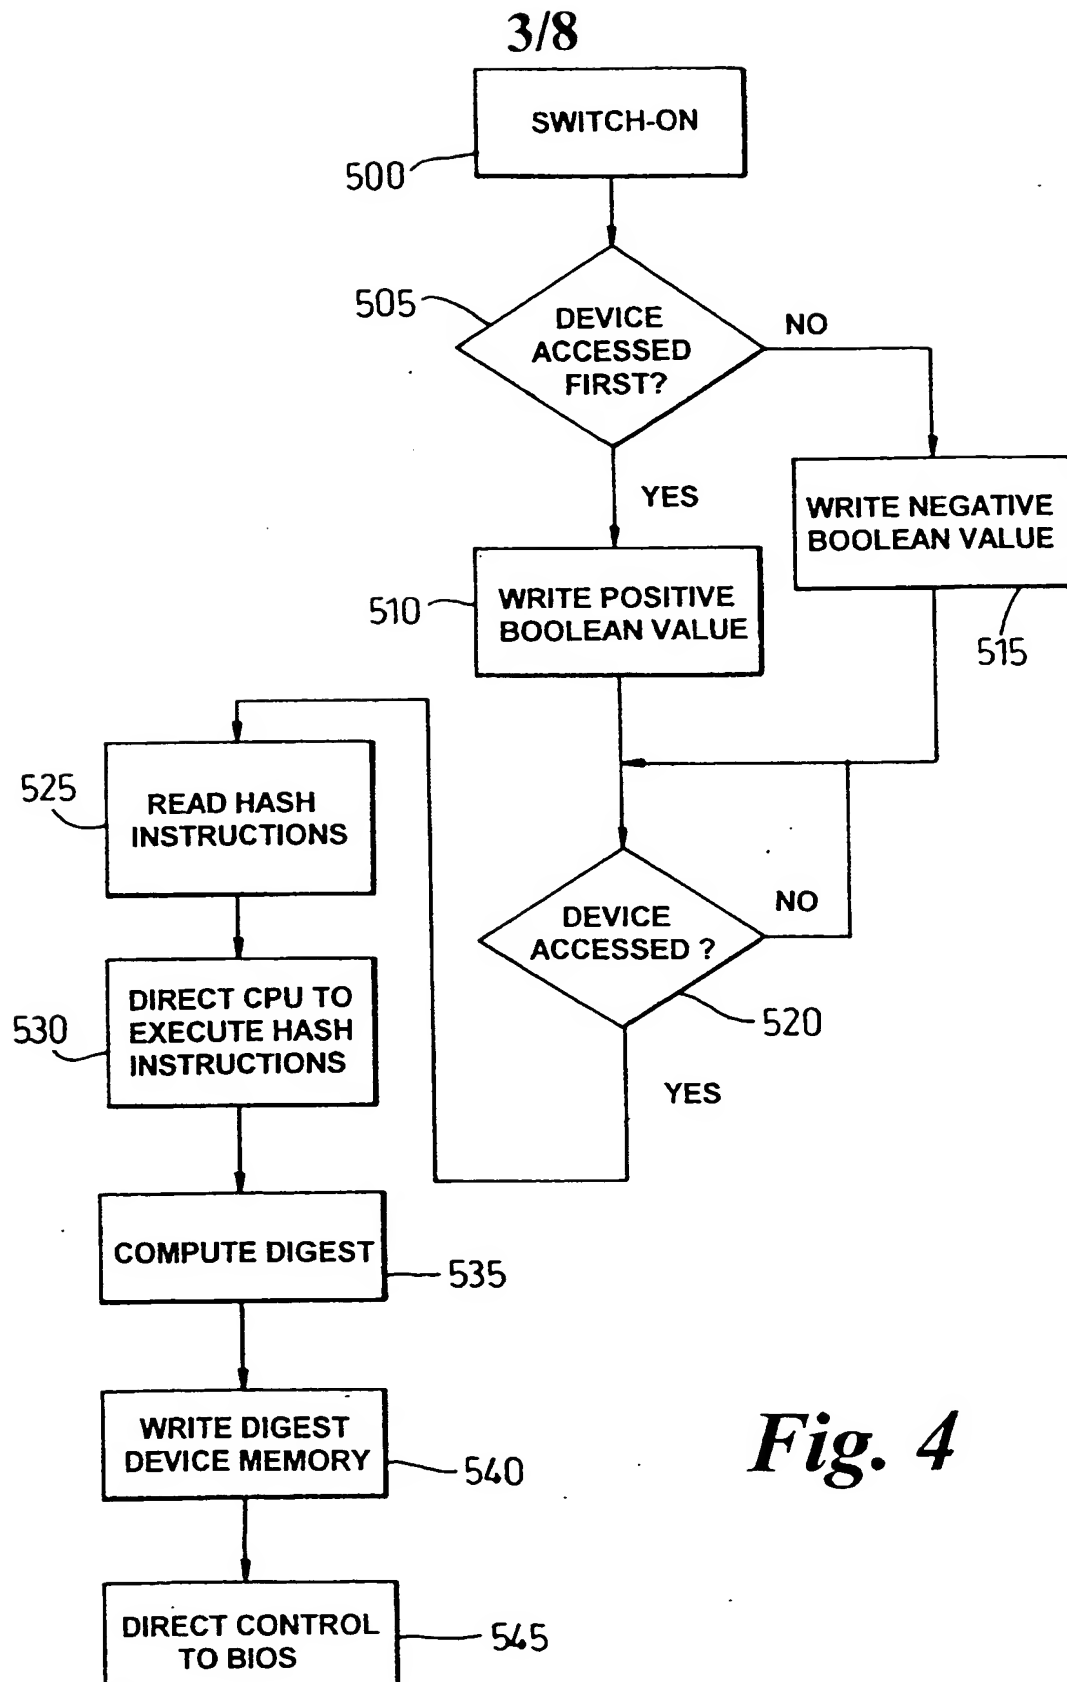 3/8
SWITCH-ON
500
505
DEVICE
ACCESSED
FIRST?
NO
YES
WRITE NEGATIVE
BOOLEAN VALUE
515
510
WRITE POSITIVE
BOOLEAN VALUE
525
READ HASH
INSTRUCTIONS
DEVICE
ACCESSED ?
NO
520
YES
530
DIRECT CPU TO
EXECUTE HASH
INSTRUCTIONS
COMPUTE DIGEST
535
WRITE DIGEST
DEVICE MEMORY
540
Fig. 4
DIRECT CONTROL
TO BIOS
545